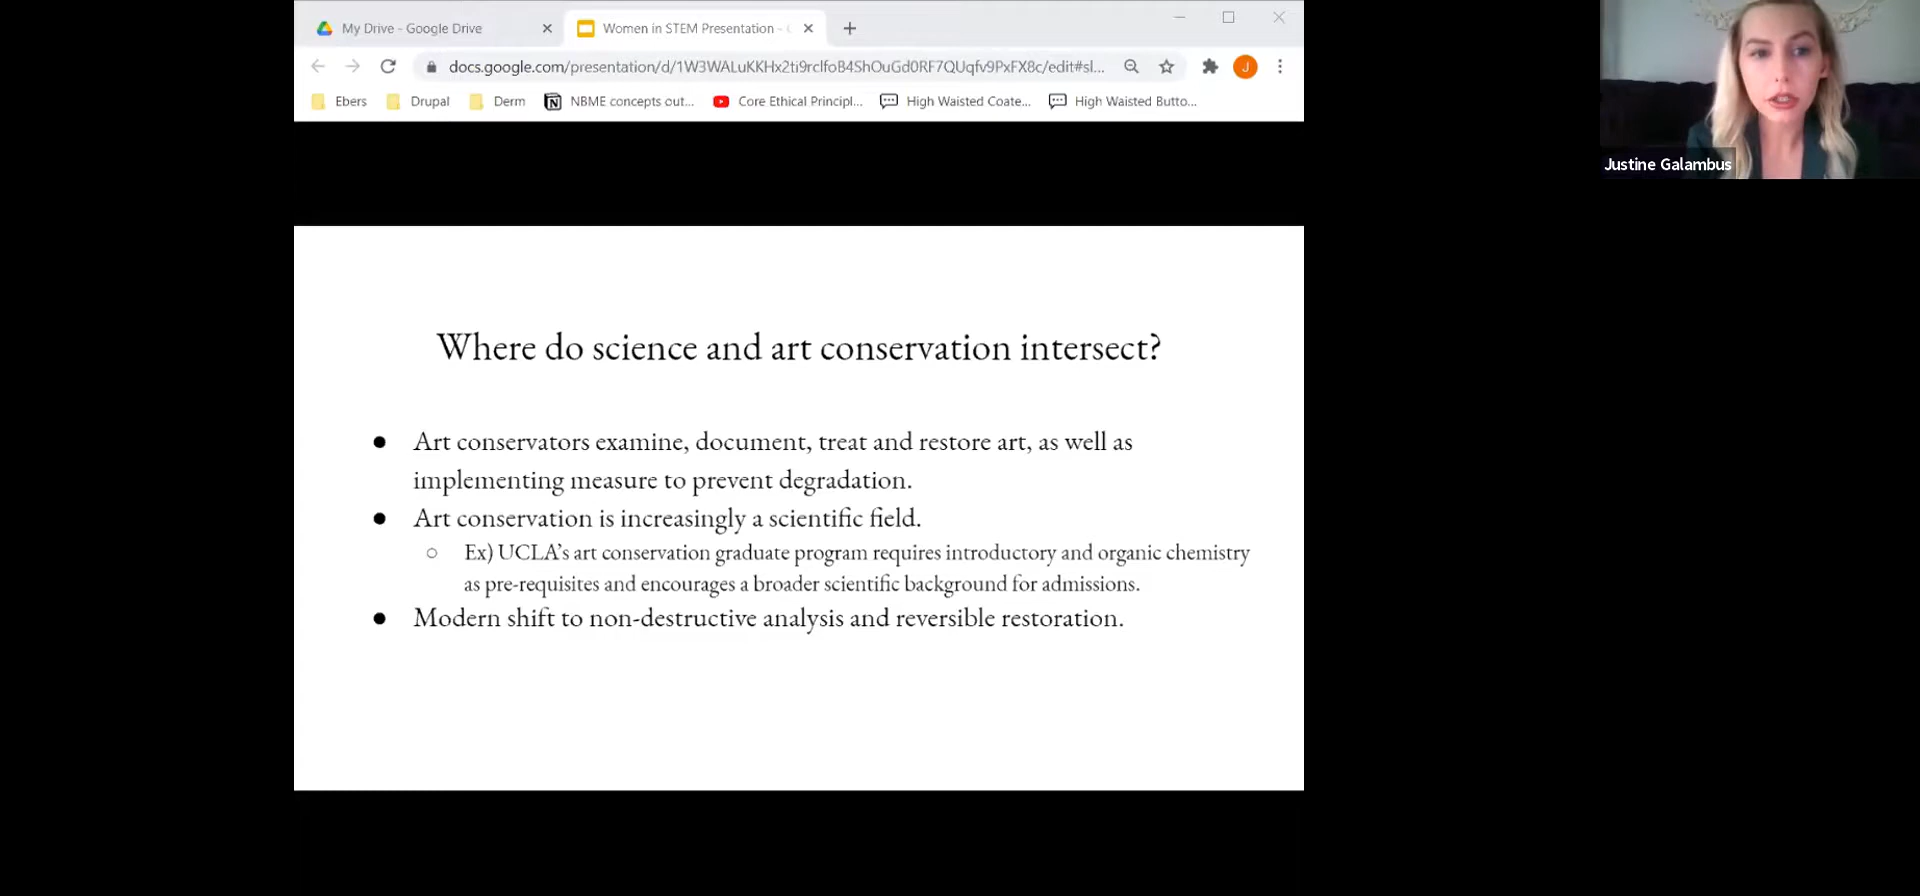 My Drive - Google Drive
Women in STEM Presentation -
docs.google.com/presentation/d/1W3WALuKKHx2ti9rclfoB4ShOuGd0RF7QUqfv9PxFX8c/edit#sl...
J
Ebers
Drupal
Derm
NBME concepts out...
Core Ethical Principl...
High Waisted Coate...
High Waisted Butto...
Justine Galambus
Where do science and art conservation intersect?
● Art conservators examine, document, treat and restore art, as well as
implementing measure to prevent degradation.
● Art conservation is increasingly a scientific field.
○ Ex) UCLA's art conservation graduate program requires introductory and organic chemistry
as pre-requisites and encourages a broader scientific background for admissions.
● Modern shift to non-destructive analysis and reversible restoration.